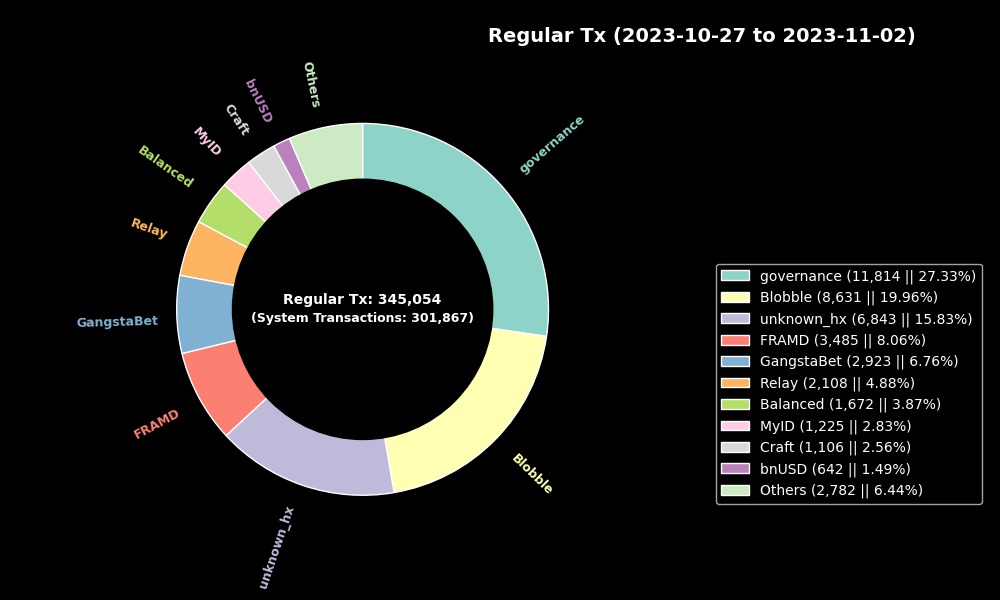 Regular Tx (2023-10-27 to 2023-11-02)
Others
bnUSD
Craft
MyID
Balanced
Relay
GangstaBet
FRAMD
unknown_hx
Blobble
governance
Regular Tx: 345,054
(System Transactions: 301,867)
governance (11,814 || 27.33%)
Blobble (8,631 || 19.96%)
unknown_hx (6,843 || 15.83%)
FRAMD (3,485 || 8.06%)
GangstaBet (2,923 || 6.76%)
Relay (2,108 || 4.88%)
Balanced (1,672 || 3.87%)
MyID (1,225 || 2.83%)
Craft (1,106 || 2.56%)
bnUSD (642 || 1.49%)
Others (2,782 || 6.44%)